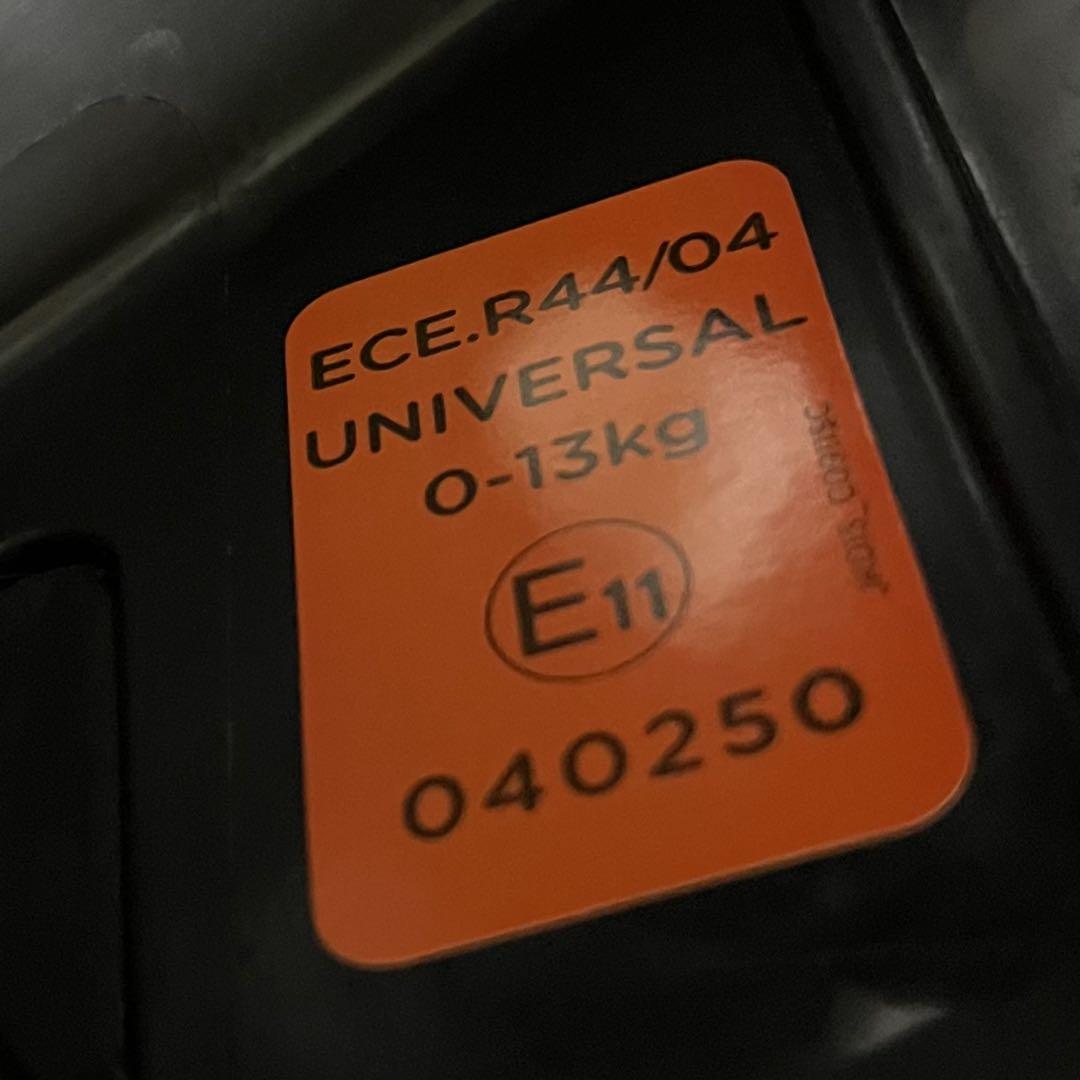 ECE.R44/04
UNIVERSAL
0-13kg
E11
040250